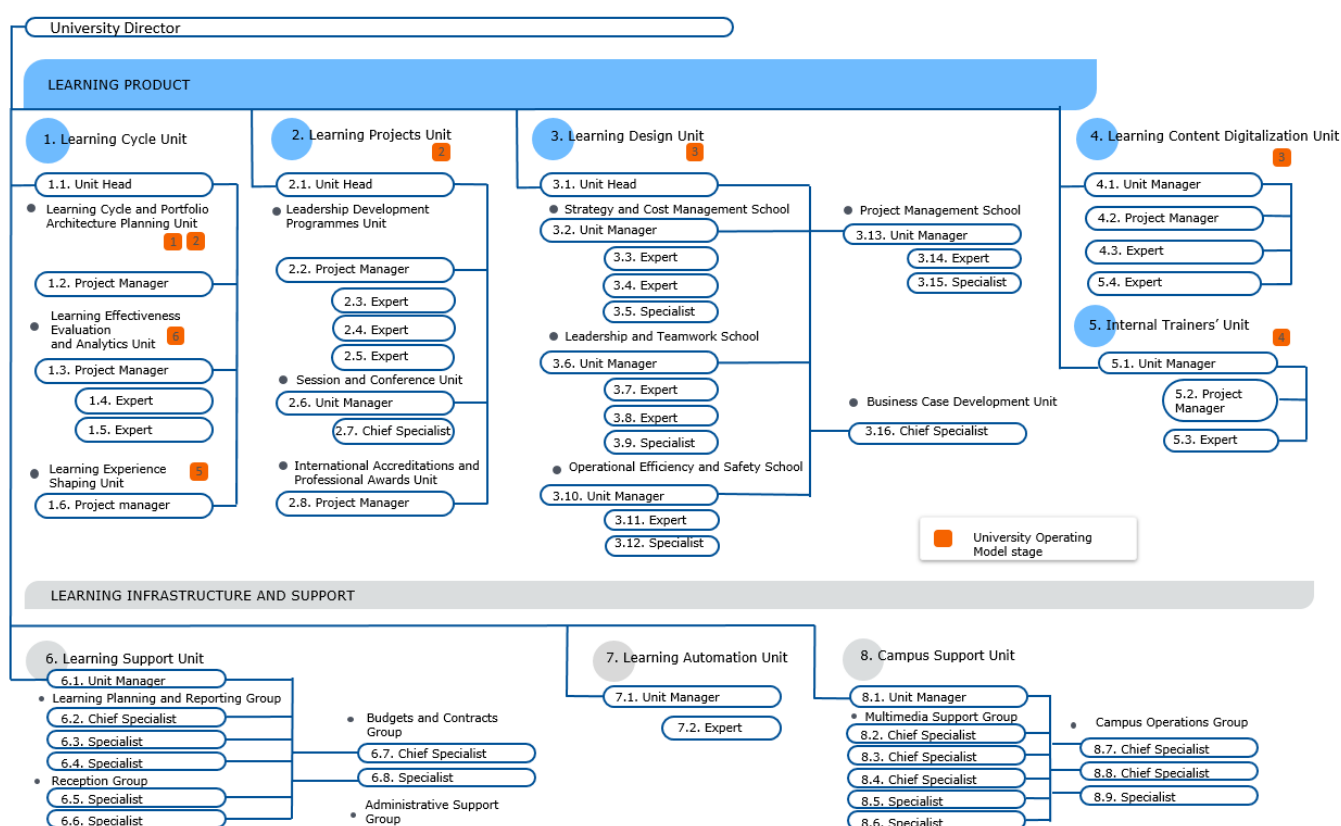 University Director
LEARNING PRODUCT
1. Learning Cycle Unit
1.1. Unit Head
Learning Cycle and Portfolio
Architecture Planning Unit
1 2
1.2. Project Manager
Learning Effectiveness
Evaluation
and Analytics Unit
6
1.3. Project Manager
1.4. Expert
1.5. Expert
Learning Experience
Shaping Unit
5
1.6. Project manager
2. Learning Projects Unit
2
2.1. Unit Head
Leadership Development
Programmes Unit
2.2. Project Manager
2.3. Expert
2.4. Expert
2.5. Expert
Session and Conference Unit
2.6. Unit Manager
2.7. Chief Specialist
International Accreditations and
Professional Awards Unit
2.8. Project Manager
3. Learning Design Unit
3
3.1. Unit Head
Strategy and Cost Management School
3.2. Unit Manager
3.3. Expert
3.4. Expert
3.5. Specialist
Leadership and Teamwork School
3.6. Unit Manager
3.7. Expert
3.8. Expert
3.9. Specialist
Operational Efficiency and Safety School
3.10. Unit Manager
3.11. Expert
3.12. Specialist
Project Management School
3.13. Unit Manager
3.14. Expert
3.15. Specialist
Business Case Development Unit
3.16. Chief Specialist
4. Learning Content Digitalization Unit
3
4.1. Unit Manager
4.2. Project Manager
4.3. Expert
5.4. Expert
5. Internal Trainers’ Unit
4
5.1. Unit Manager
5.2. Project
Manager
5.3. Expert
University Operating
Model stage
LEARNING INFRASTRUCTURE AND SUPPORT
6. Learning Support Unit
6.1. Unit Manager
Learning Planning and Reporting Group
6.2. Chief Specialist
6.3. Specialist
6.4. Specialist
Reception Group
6.5. Specialist
6.6. Specialist
Budgets and Contracts
Group
6.7. Chief Specialist
6.8. Specialist
Administrative Support
Group
7. Learning Automation Unit
7.1. Unit Manager
7.2. Expert
8. Campus Support Unit
8.1. Unit Manager
Multimedia Support Group
8.2. Chief Specialist
8.3. Chief Specialist
8.4. Chief Specialist
8.5. Specialist
8.6. Specialist
Campus Operations Group
8.7. Chief Specialist
8.8. Chief Specialist
8.9. Specialist